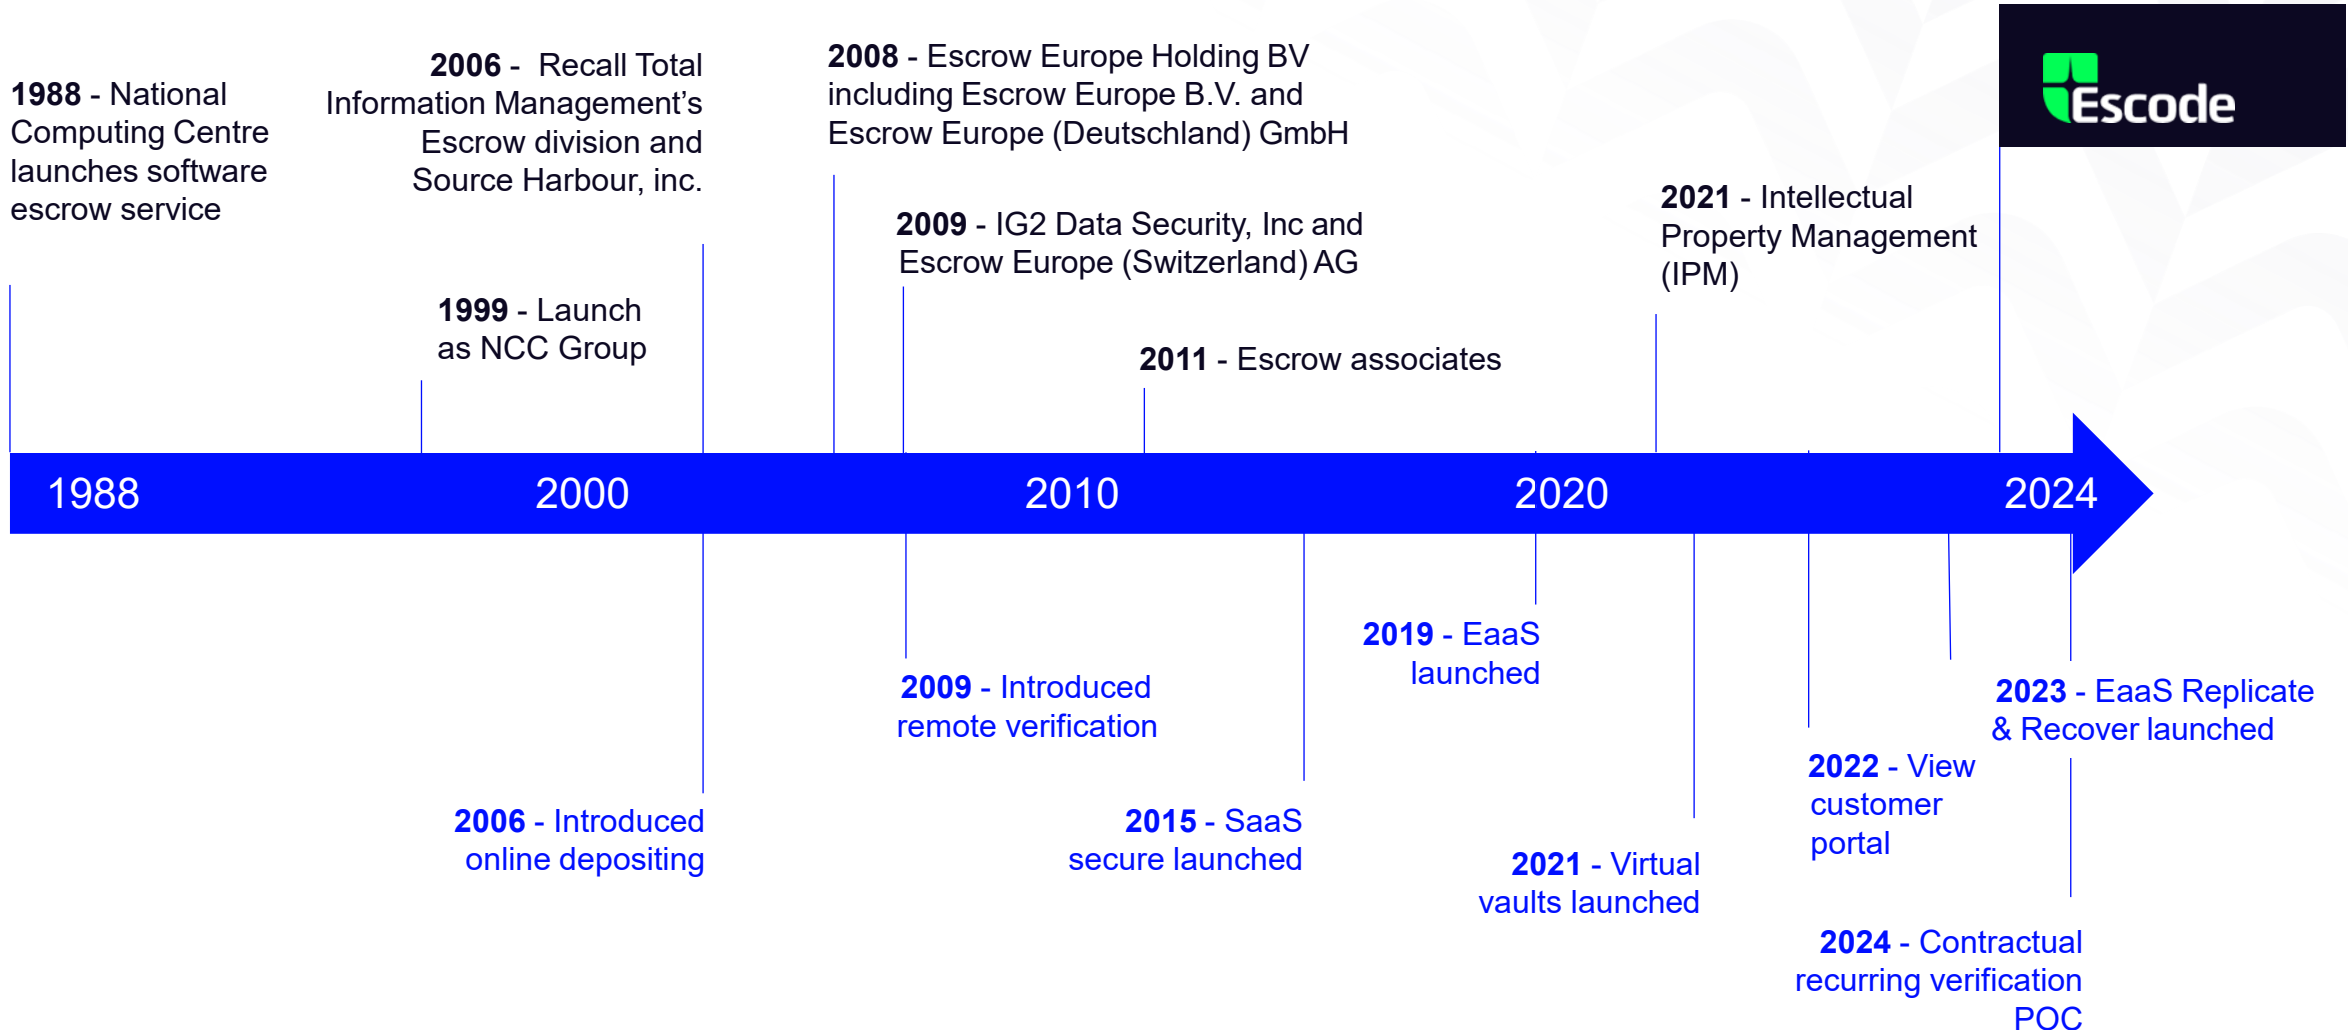 1988 - National
Computing Centre
launches software
escrow service
1999 - Launch
as NCC Group
2006 -  Recall Total
Information Management’s
Escrow division and
Source Harbour, inc.
2008 - Escrow Europe Holding BV
including Escrow Europe B.V. and
Escrow Europe (Deutschland) GmbH
2009 - IG2 Data Security, Inc and
Escrow Europe (Switzerland) AG
2011 - Escrow associates
2021 - Intellectual
Property Management
(IPM)
Escode
1988
2000
2010
2020
2024
2006 - Introduced
online depositing
2009 - Introduced
remote verification
2015 - SaaS
secure launched
2019 - EaaS
launched
2021 - Virtual
vaults launched
2022 - View
customer
portal
2023 - EaaS Replicate
& Recover launched
2024 - Contractual
recurring verification
POC